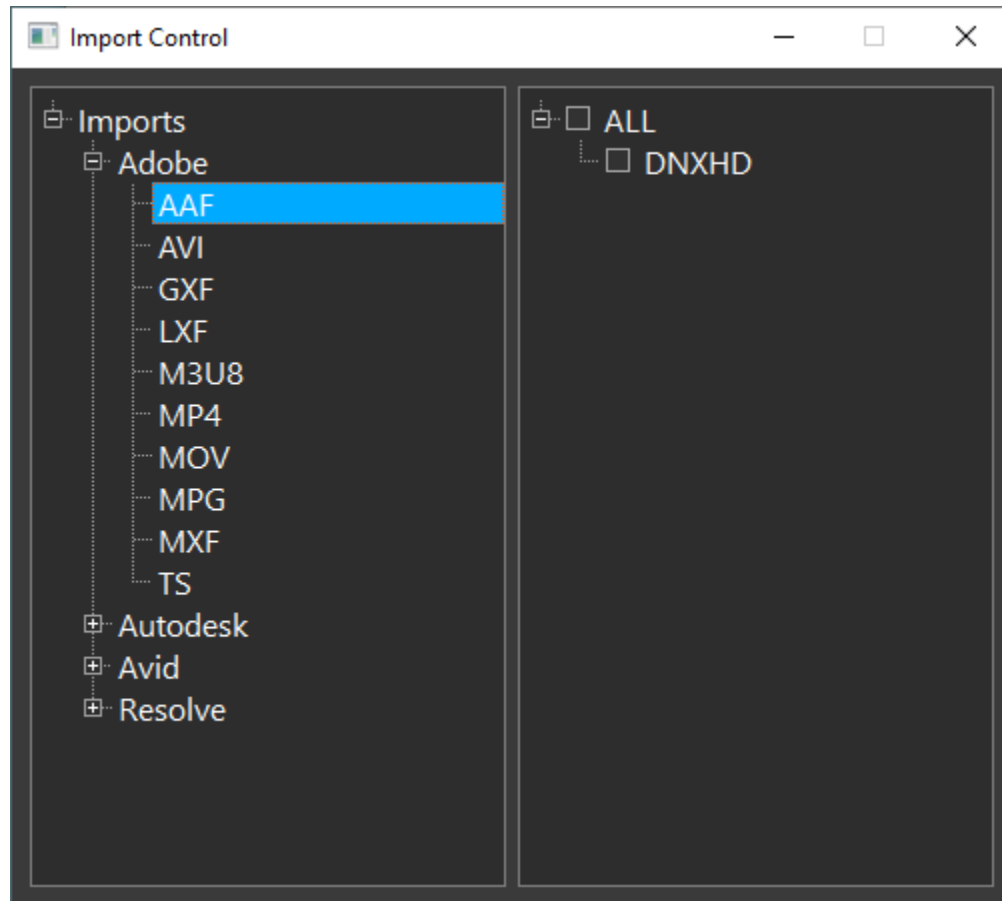 Import Control
Imports
Adobe
AAF
AVI
GXF
LXF
M3U8
MP4
MOV
MPG
MXF
TS
Autodesk
Avid
Resolve
ALL
DNXHD